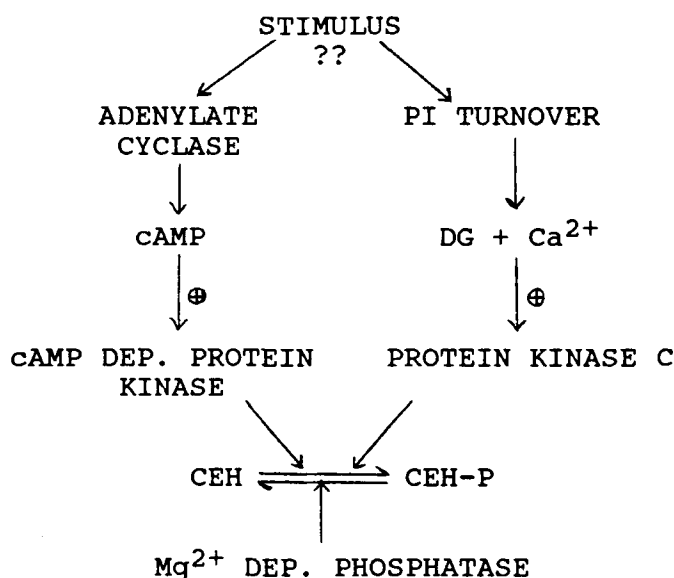 STIMULUS
??
ADENYLATE
CYCLASE
PI TURNOVER
cAMP
DG + Ca²⁺
⊕
⊕
cAMP DEP. PROTEIN
KINASE
PROTEIN KINASE C
CEH
CEH-P
Mg²⁺ DEP. PHOSPHATASE